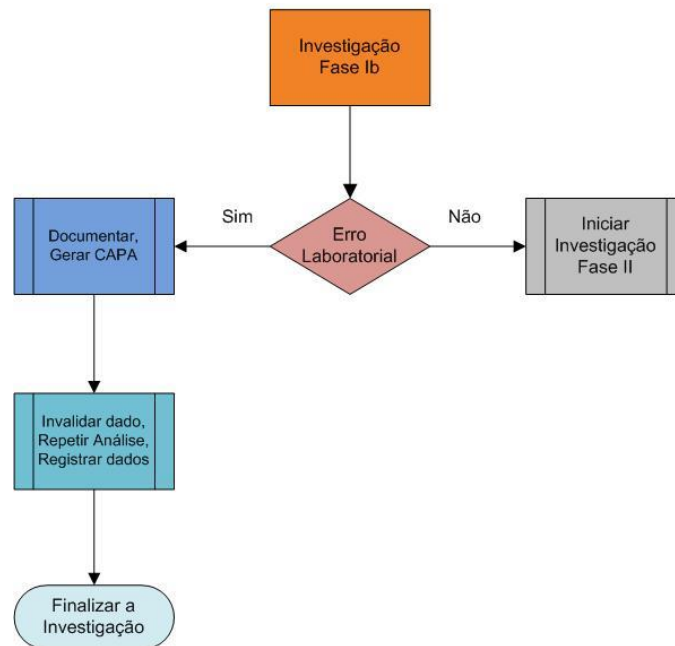 Investigação
Fase Ib
Sim
Não
Documentar,
Gerar CAPA
Erro
Laboratorial
Iniciar
Investigação
Fase II
Invalidar dado,
Repetir Análise,
Registrar dados
Finalizar a
Investigação